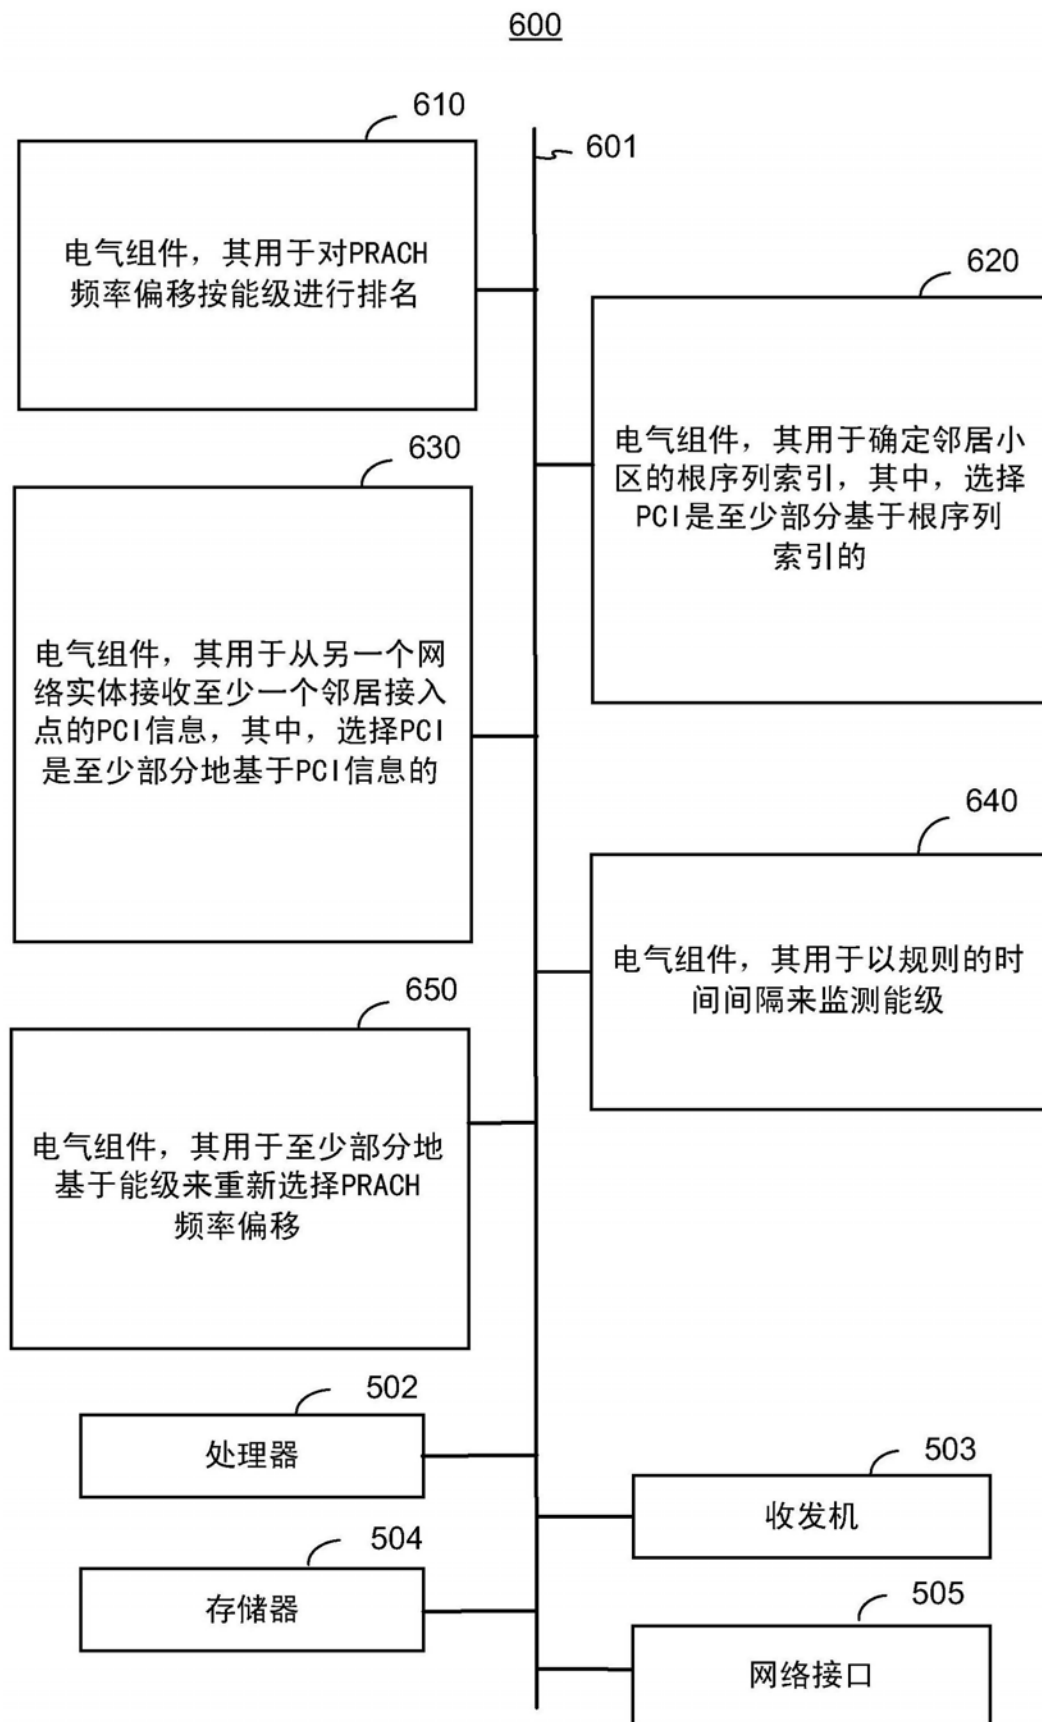 600
610
601
电气组件，其用于对PRACH
频率偏移按能级进行排名
620
电气组件，其用于确定邻居小
区的根序列索引，其中，选择
PCI是至少部分基于根序列
索引的
630
电气组件，其用于从另一个网
络实体接收至少一个邻居接入
点的PCI信息，其中，选择PCI
是至少部分地基于PCI信息的
640
电气组件，其用于以规则的时
间间隔来监测能级
650
电气组件，其用于至少部分地
基于能级来重新选择PRACH
频率偏移
502
处理器
503
收发机
504
存储器
505
网络接口